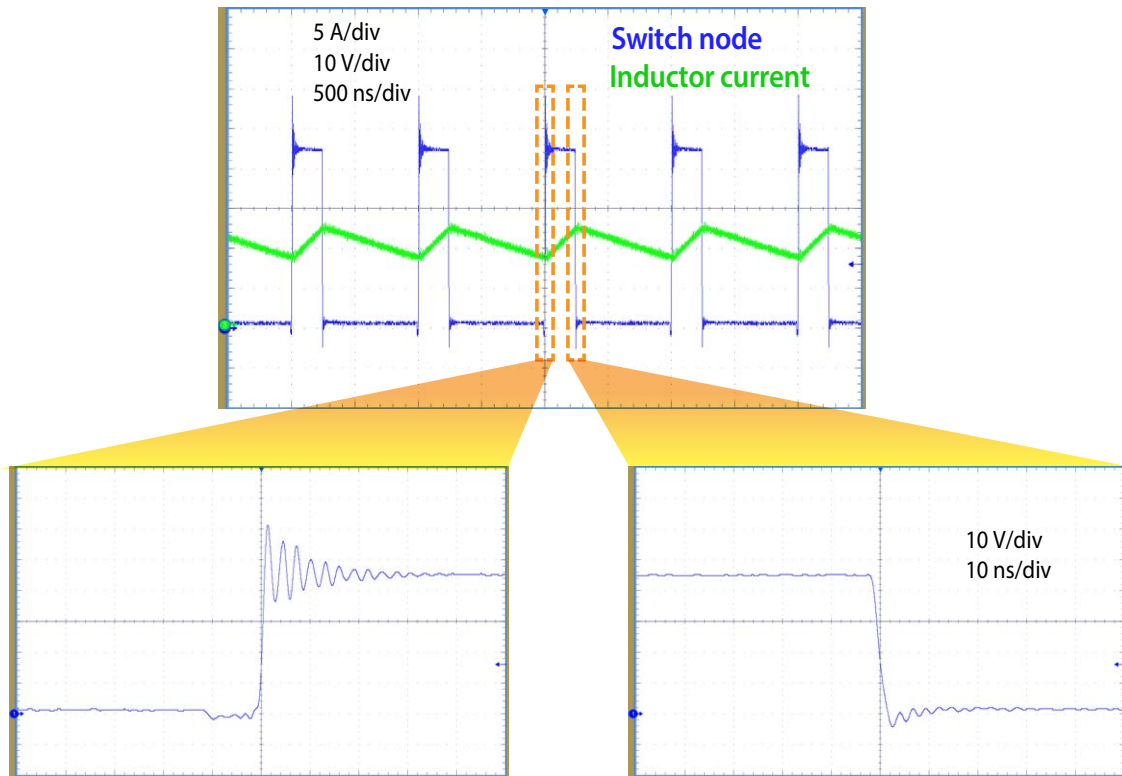 5 A/div
10 V/div
500 ns/div
Switch node
Inductor current
10 V/div
10 ns/div